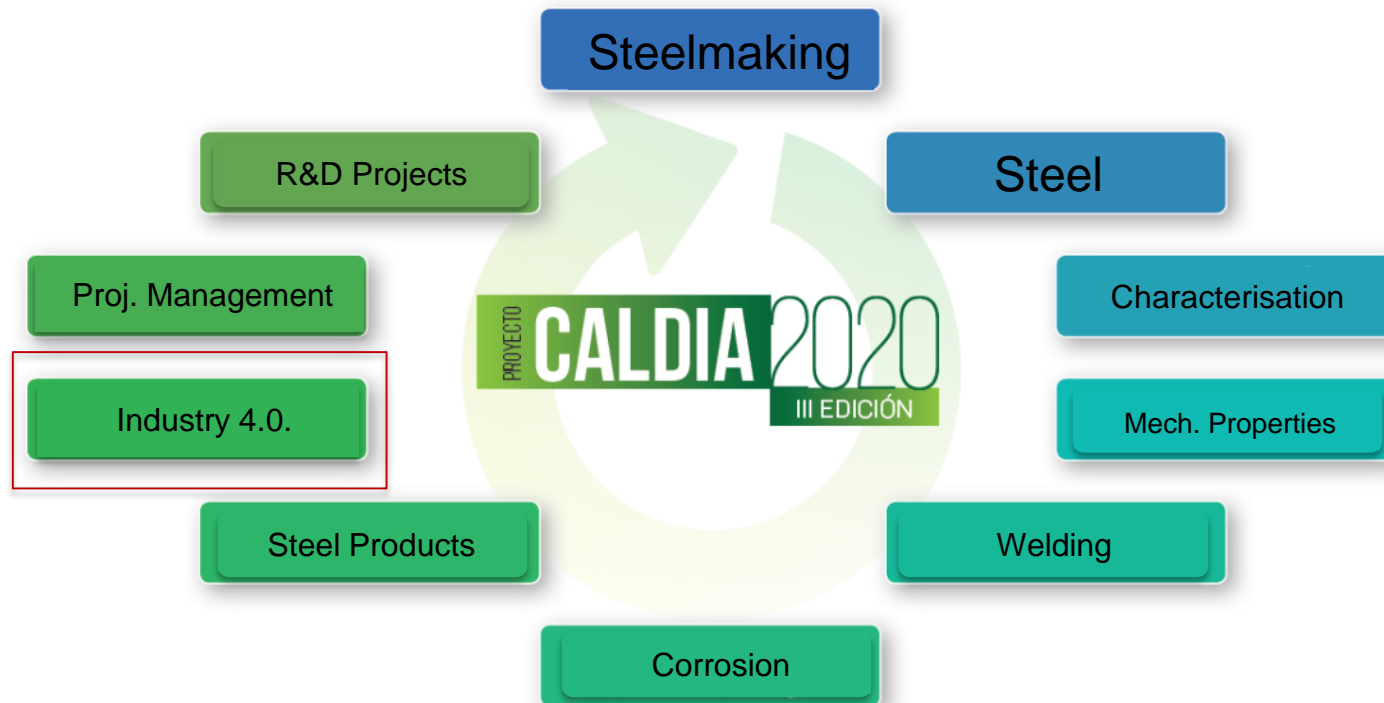 Steelmaking
R&D Projects
Steel
Proj. Management
Characterisation
PROYECTO
CALDIA 2020
III EDICIÓN
Industry 4.0.
Mech. Properties
Steel Products
Welding
Corrosion